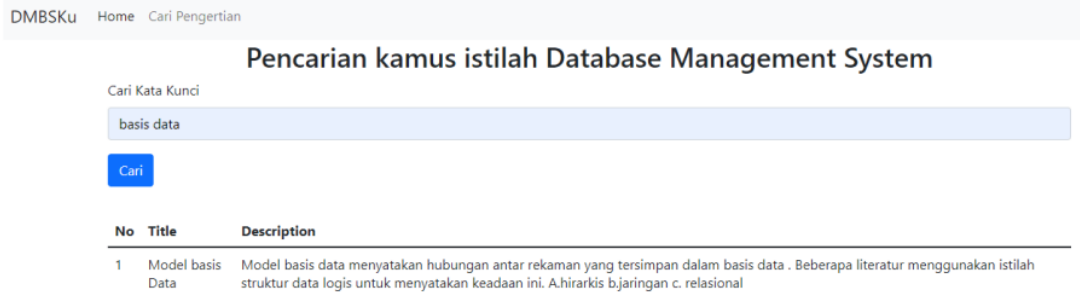 DMBSKu Home Cari Pengertian
Pencarian kamus istilah Database Management System
Cari Kata Kunci
basis data
Cari
No Title Description
1 Model basis Model basis data menyatakan hubungan antar rekaman yang tersimpan dalam basis data . Beberapa literatur menggunakan istilah
Data struktur data logis untuk menyatakan keadaan ini. A.hirarkis b.jaringan c. relasional